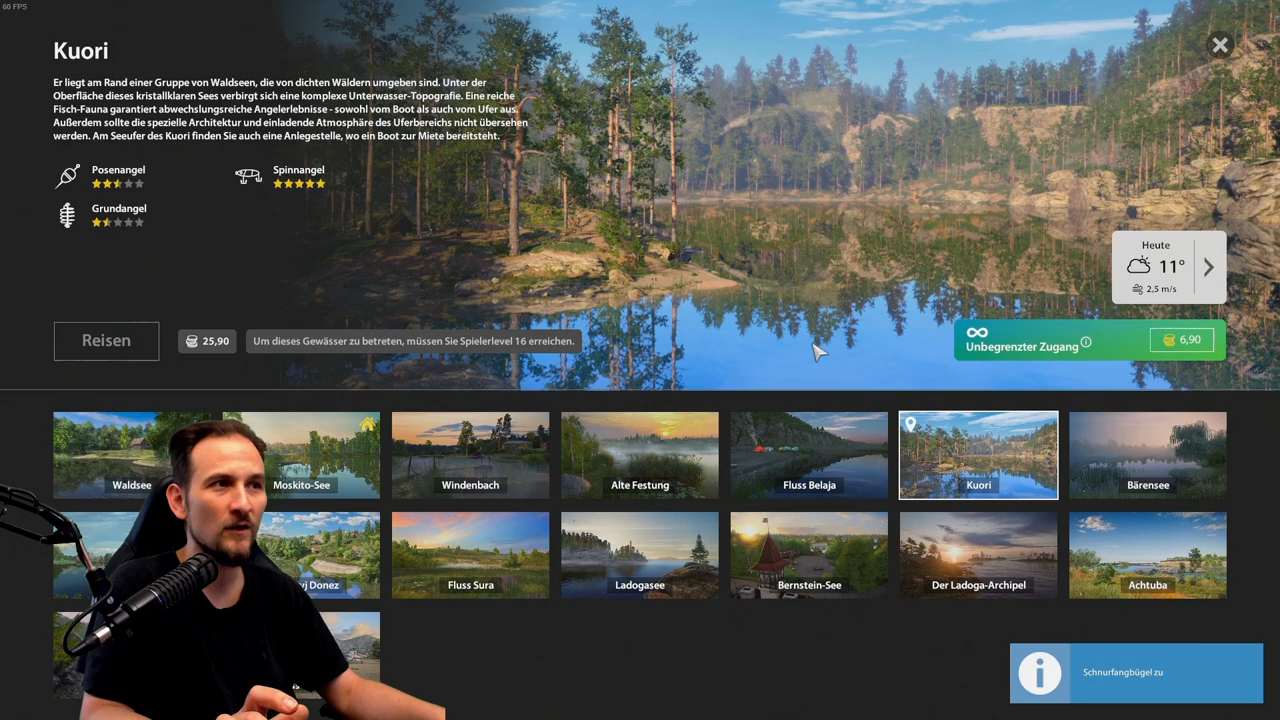 60 FPS
Kuori
Er liegt am Rand einer Gruppe von Waldseen, die von dichten Wäldern umgeben sind. Unter der
Oberfläche dieses kristallklaren Sees verbirgt sich eine komplexe Unterwasser-Topografie. Eine reiche
Fisch-Fauna garantiert abwechslungsreiche Angelerlebnisse - sowohl vom Boot als auch vom Ufer aus.
Außerdem sollte die spezielle Architektur und einladende Atmosphäre des Uferbereichs nicht übersehen
werden. Am Seeufer des Kuori finden Sie auch eine Anlegestelle, wo ein Boot zur Miete bereitsteht.
Posenangel
Spinnangel
Grundangel
Heute
11°
2,5 m/s
Reisen
25,90
Um dieses Gewässer zu betreten, müssen Sie Spielerlevel 16 erreichen.
Unbegrenzter Zugang
6,90
Waldsee
Moskito-See
Windenbach
Alte Festung
Fluss Belaja
Kuori
Bärensee
Donez
Fluss Sura
Ladogasee
Bernstein-See
Der Ladoga-Archipel
Achtuba
Schnurfangbügel zu